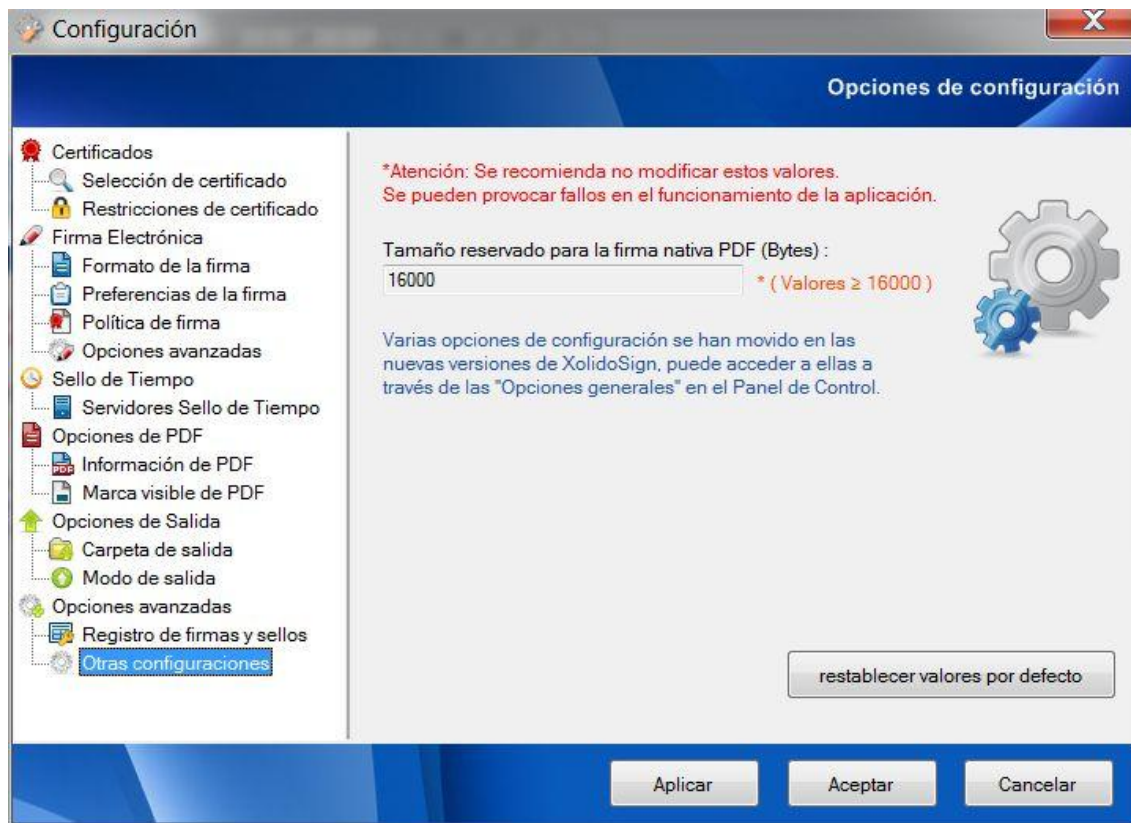 Configuración
X
Opciones de configuración
Certificados
Selección de certificado
Restricciones de certificado
Firma Electrónica
Formato de la firma
Preferencias de la firma
Política de firma
Opciones avanzadas
Sello de Tiempo
Servidores Sello de Tiempo
Opciones de PDF
Información de PDF
Marca visible de PDF
Opciones de Salida
Carpeta de salida
Modo de salida
Opciones avanzadas
Registro de firmas y sellos
Otras configuraciones
*Atención: Se recomienda no modificar estos valores.
Se pueden provocar fallos en el funcionamiento de la aplicación.
Tamaño reservado para la firma nativa PDF (Bytes) :
16000
* ( Valores ≥ 16000 )
Varias opciones de configuración se han movido en las
nuevas versiones de XolidoSign, puede acceder a ellas a
través de las "Opciones generales" en el Panel de Control.
restablecer valores por defecto
Aplicar
Aceptar
Cancelar